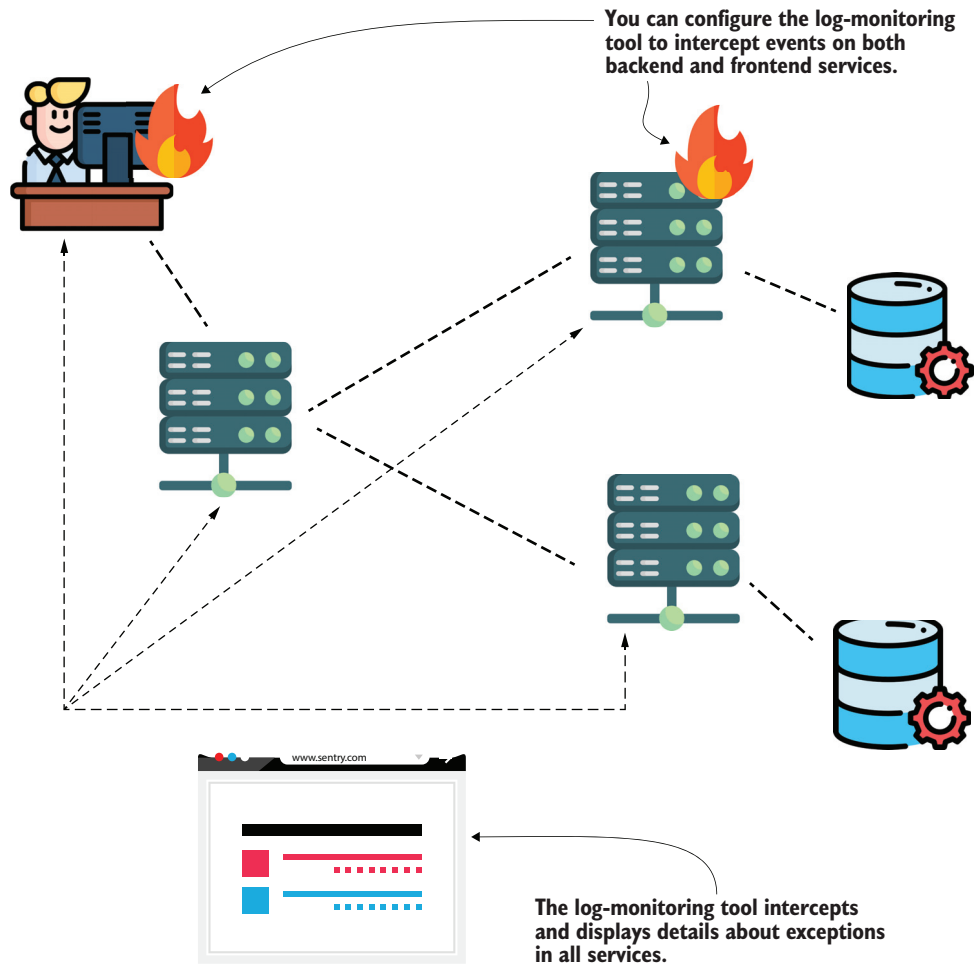 You can configure the log-monitoring
tool to intercept events on both
backend and frontend services.
www.sentry.com
The log-monitoring tool intercepts
and displays details about exceptions
in all services.